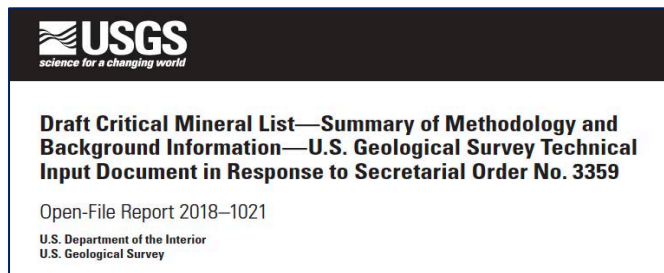 USGS
science for a changing world
Draft Critical Mineral List—Summary of Methodology and
Background Information—U.S. Geological Survey Technical
Input Document in Response to Secretarial Order No. 3359
Open-File Report 2018–1021
U.S. Department of the Interior
U.S. Geological Survey